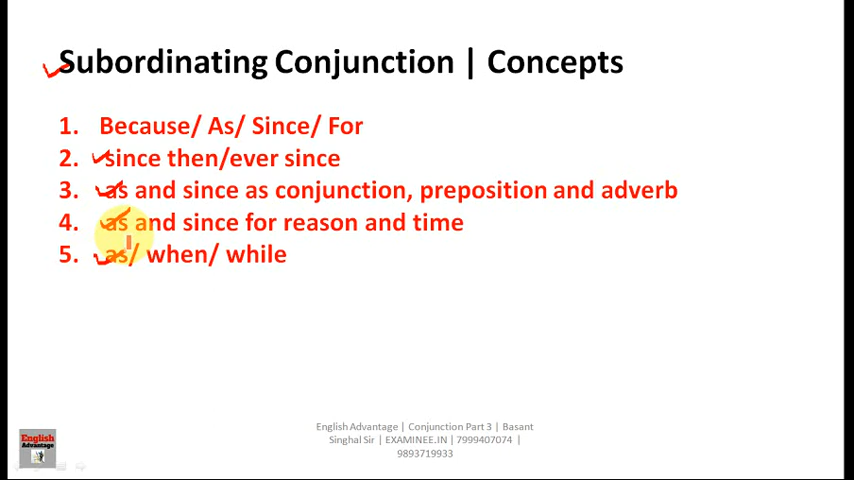 Subordinating Conjunction | Concepts
1. Because/ As/ Since/ For
2. since then/ever since
3. as and since as conjunction, preposition and adverb
4. as and since for reason and time
5. as/ when/ while
English Advantage | Conjunction Part 3 | Basant
Singhal Sir | EXAMINEE.IN | 7999407074 |
9893719933
English
Advantage